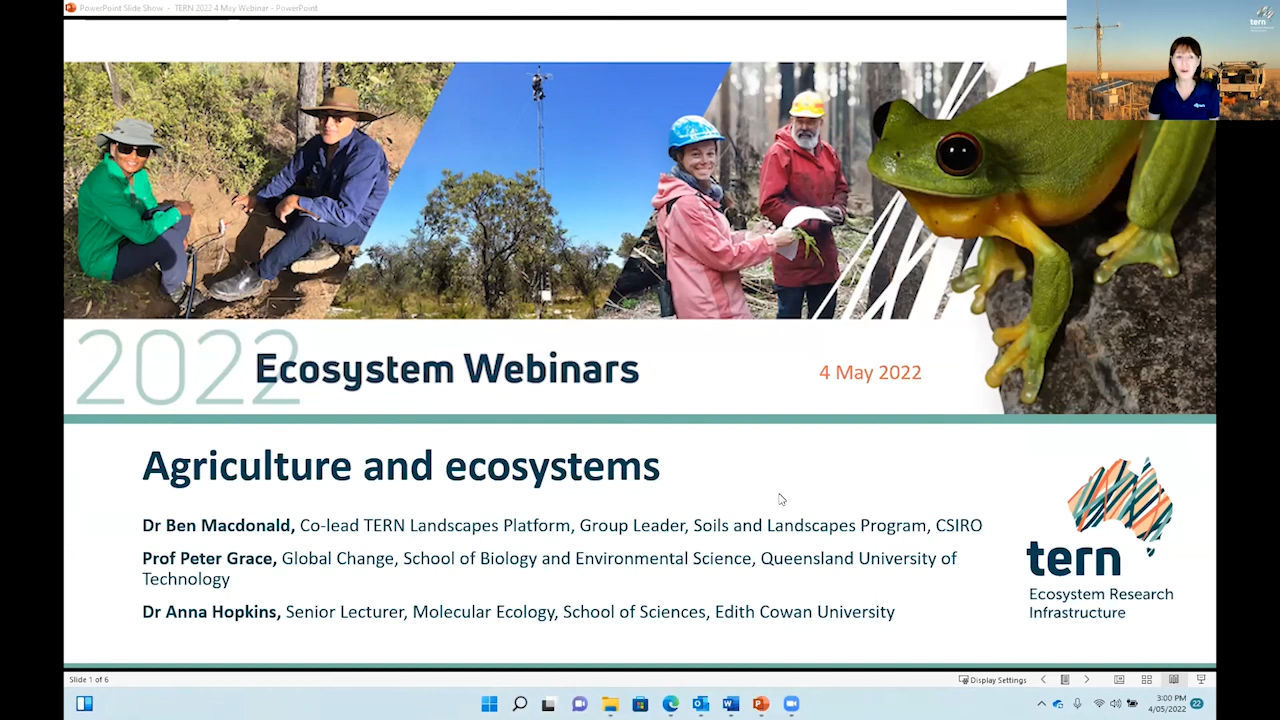 PowerPoint Slide Show - TERN 2022 4 May Webinar - PowerPoint
tern
2022 Ecosystem Webinars
4 May 2022
Agriculture and ecosystems
Dr Ben Macdonald, Co-lead TERN Landscapes Platform, Group Leader, Soils and Landscapes Program, CSIRO
Prof Peter Grace, Global Change, School of Biology and Environmental Science, Queensland University of
Technology
Dr Anna Hopkins, Senior Lecturer, Molecular Ecology, School of Sciences, Edith Cowan University
tern
Ecosystem Research
Infrastructure
Slide 1 of 6
Display Settings
3:00 PM
4/05/2022
22